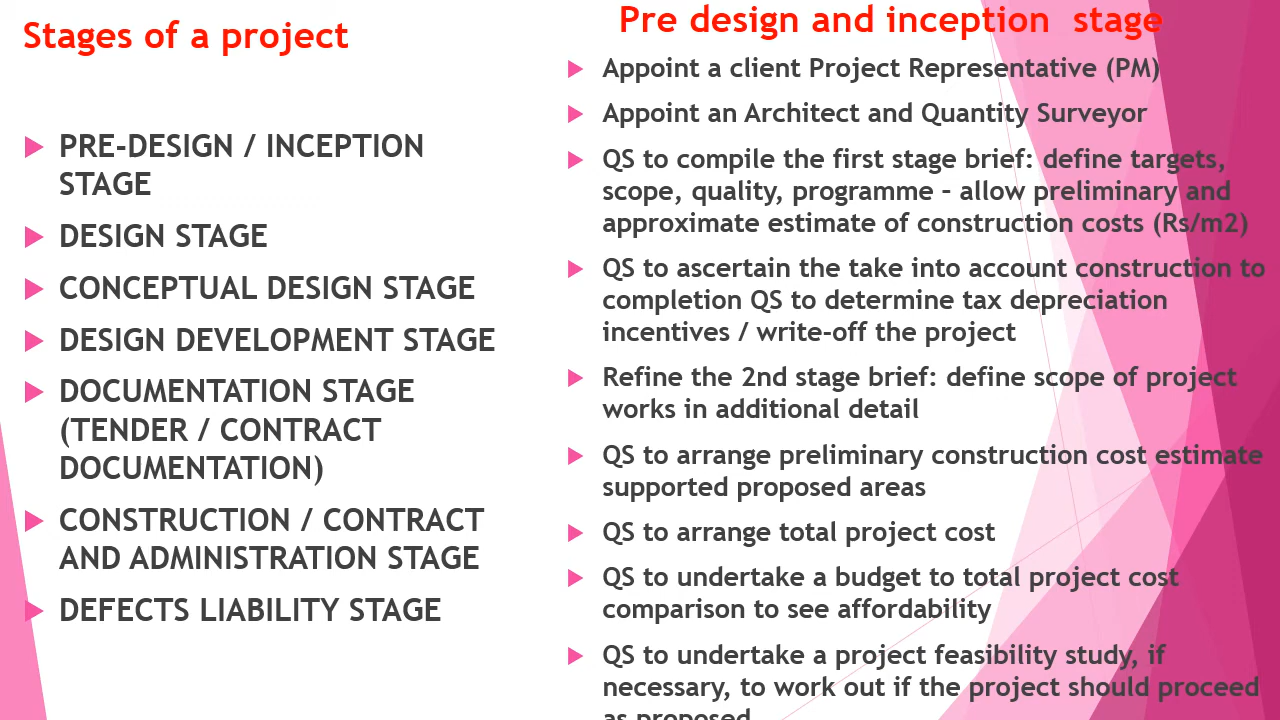 Stages of a project
PRE-DESIGN / INCEPTION
STAGE
DESIGN STAGE
CONCEPTUAL DESIGN STAGE
DESIGN DEVELOPMENT STAGE
DOCUMENTATION STAGE
(TENDER / CONTRACT
DOCUMENTATION)
CONSTRUCTION / CONTRACT
AND ADMINISTRATION STAGE
DEFECTS LIABILITY STAGE
Pre design and inception stage
Appoint a client Project Representative (PM)
Appoint an Architect and Quantity Surveyor
QS to compile the first stage brief: define targets,
scope, quality, programme – allow preliminary and
approximate estimate of construction costs (Rs/m2)
QS to ascertain the take into account construction to
completion QS to determine tax depreciation
incentives / write-off the project
Refine the 2nd stage brief: define scope of project
works in additional detail
QS to arrange preliminary construction cost estimate
supported proposed areas
QS to arrange total project cost
QS to undertake a budget to total project cost
comparison to see affordability
QS to undertake a project feasibility study, if
necessary, to work out if the project should proceed
as proposed